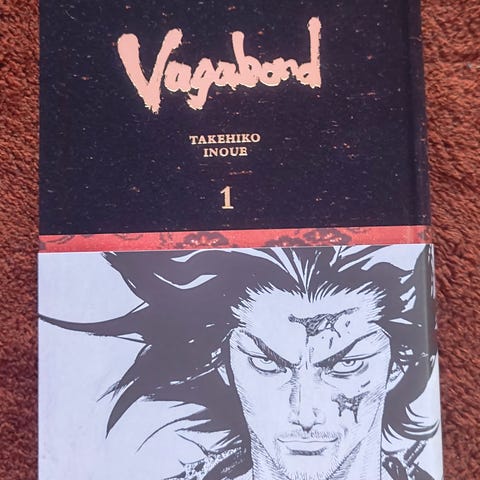 Vagabond
TAKEHIKO
INOUE
1